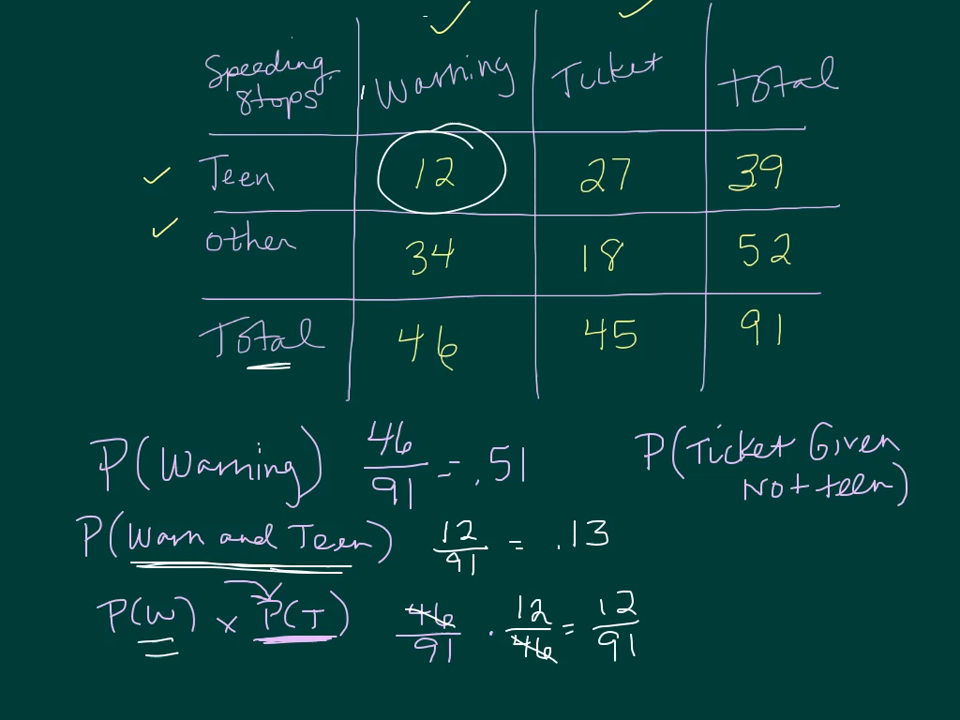 Speeding Stops Warning Ticket Total
Teen 12 27 39
Other 34 18 52
Total 46 45 91
P(Warning) 46/91 = .51
P(Ticket Given
Not teen)
P(Warn and Teen) 12/91 = .13
P(W) x P(T) 46/91 · 12/46 = 12/91